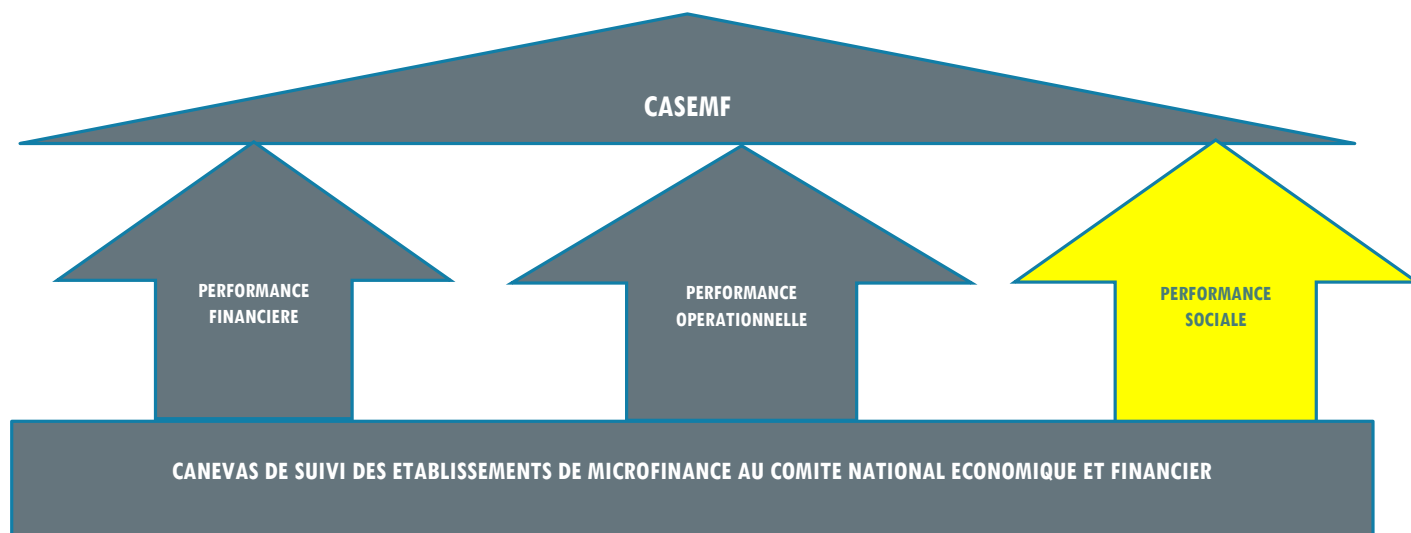 CASEMF
PERFORMANCE
FINANCIERE
PERFORMANCE
OPERATIONNELLE
PERFORMANCE
SOCIALE
CANEVAS DE SUIVI DES ETABLISSEMENTS DE MICROFINANCE AU COMITE NATIONAL ECONOMIQUE ET FINANCIER